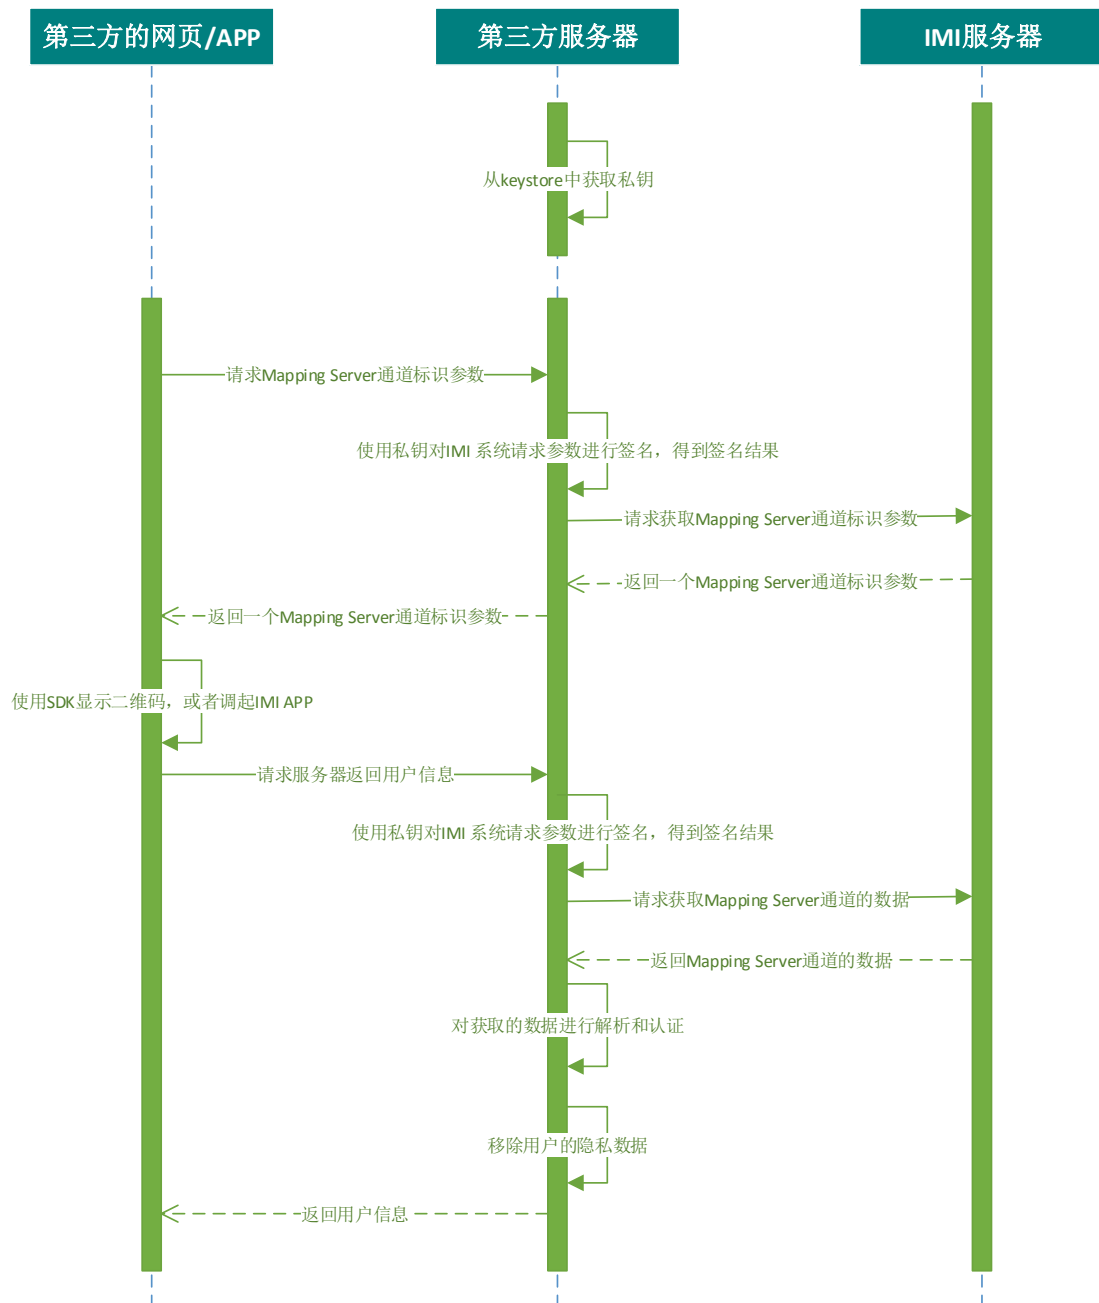 第三方的网页/APP
第三方服务器
IMI服务器
从keystore中获取私钥
请求Mapping Server通道标识参数
使用私钥对IMI 系统请求参数进行签名，得到签名结果
请求获取Mapping Server通道标识参数
返回一个Mapping Server通道标识参数
返回一个Mapping Server通道标识参数
使用SDK显示二维码，或者调起IMI APP
请求服务器返回用户信息
使用私钥对IMI 系统请求参数进行签名，得到签名结果
请求获取Mapping Server通道的数据
返回Mapping Server通道的数据
对获取的数据进行解析和认证
移除用户的隐私数据
返回用户信息